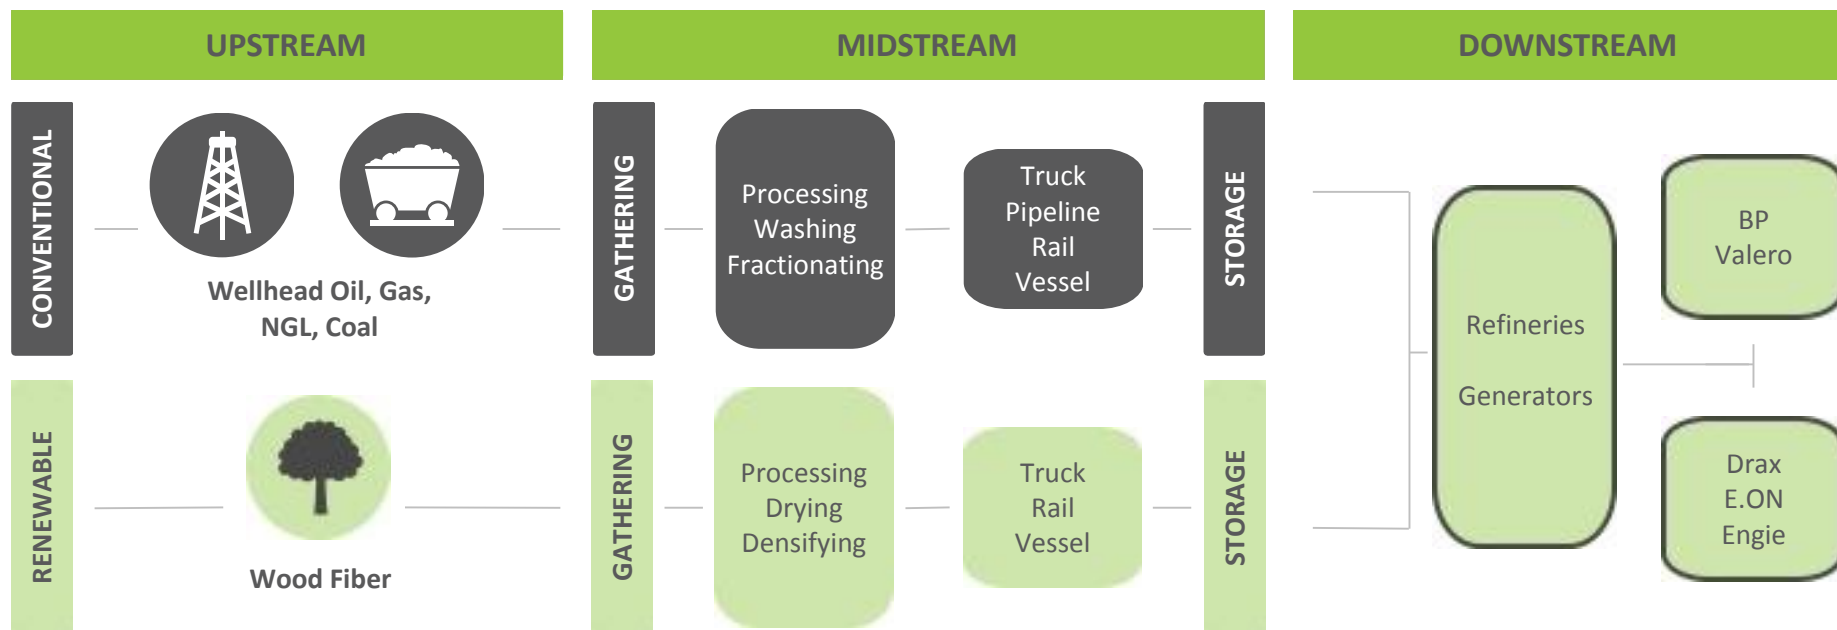 UPSTREAM
MIDSTREAM
DOWNSTREAM
CONVENTIONAL
Wellhead Oil, Gas,
NGL, Coal
GATHERING
Processing
Washing
Fractionating
Truck
Pipeline
Rail
Vessel
STORAGE
RENEWABLE
Wood Fiber
GATHERING
Processing
Drying
Densifying
Truck
Rail
Vessel
STORAGE
Refineries
Generators
BP
Valero
Drax
E.ON
Engie